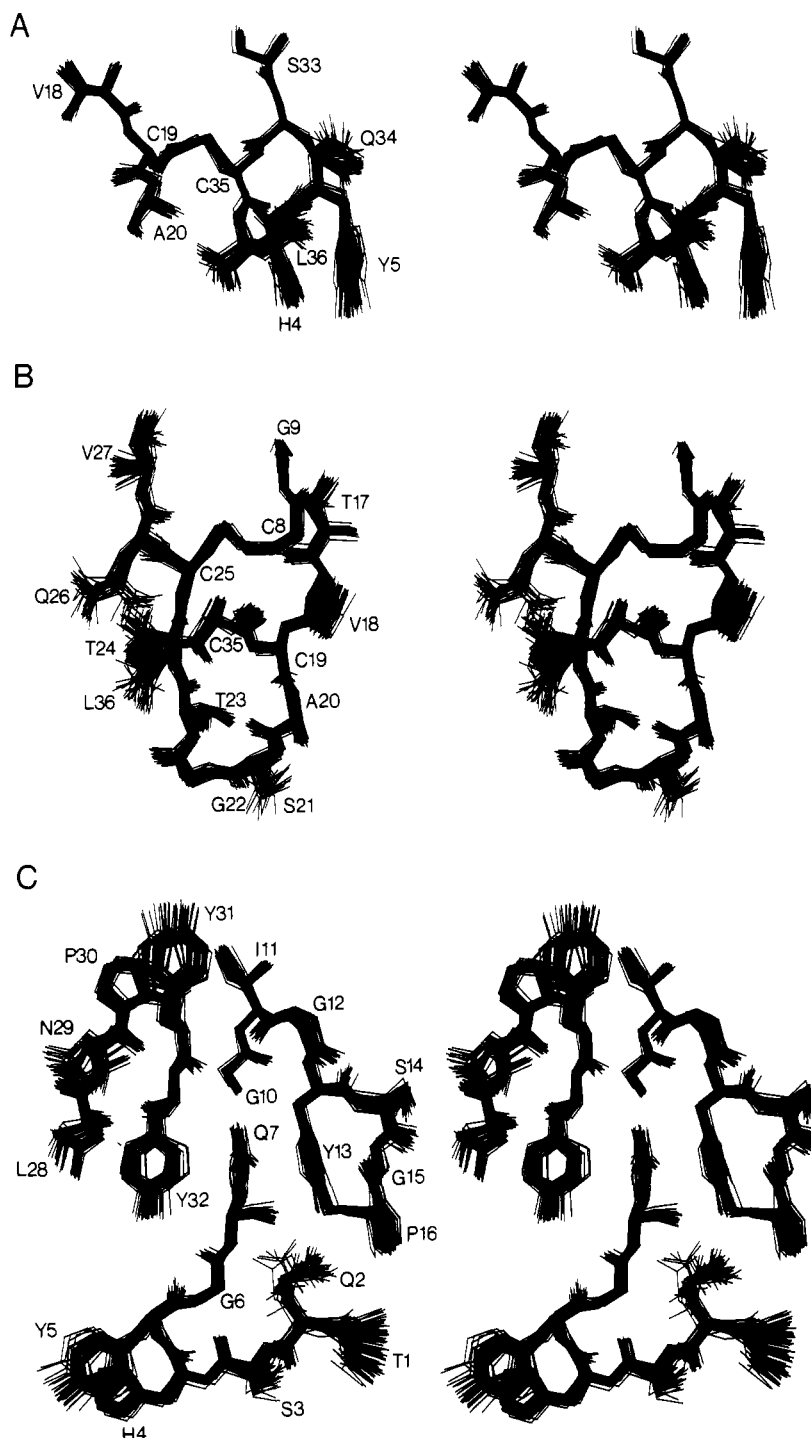 A
S33
V18
C19
Q34
C35
A20
L36
Y5
H4
B
G9
V27
T17
C8
C25
Q26
V18
T24
C35
C19
L36
T23
A20
G22
S21
C
Y31
P30
I11
G12
N29
S14
G10
Q7
Y13
L28
G15
Y32
P16
Q2
G6
Y5
T1
S3
H4